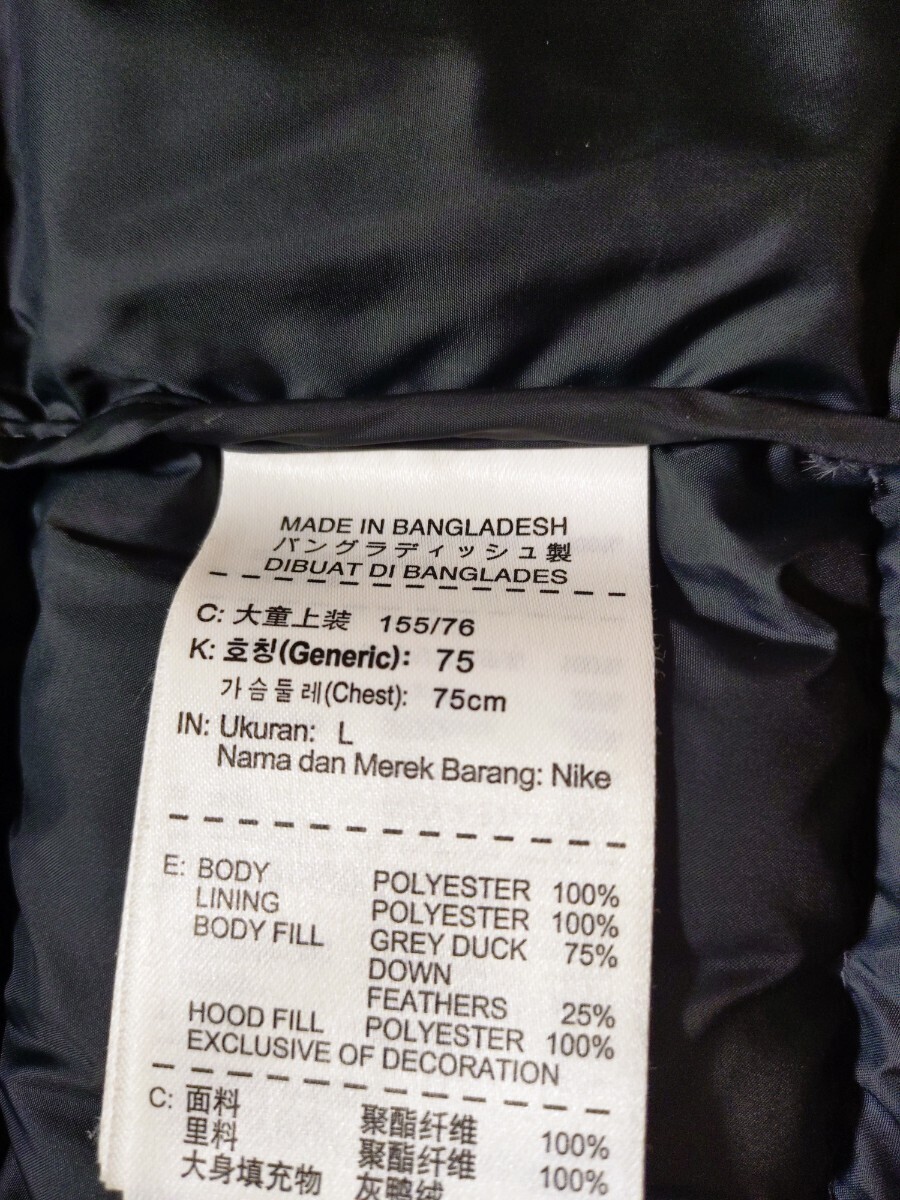 MADE IN BANGLADESH
バングラディッシュ製
DIBUAT DI BANGLADES
C: 大童上装 155/76
K: 호칭(Generic): 75
가슴둘레(Chest): 75cm
IN: Ukuran: L
Nama dan Merek Barang: Nike
E: BODY POLYESTER 100%
LINING POLYESTER 100%
BODY FILL GREY DUCK 75%
DOWN
FEATHERS 25%
HOOD FILL POLYESTER 100%
EXCLUSIVE OF DECORATION
C: 面料 聚酯纤维 100%
里料 聚酯纤维 100%
大身填充物 灰鸭绒